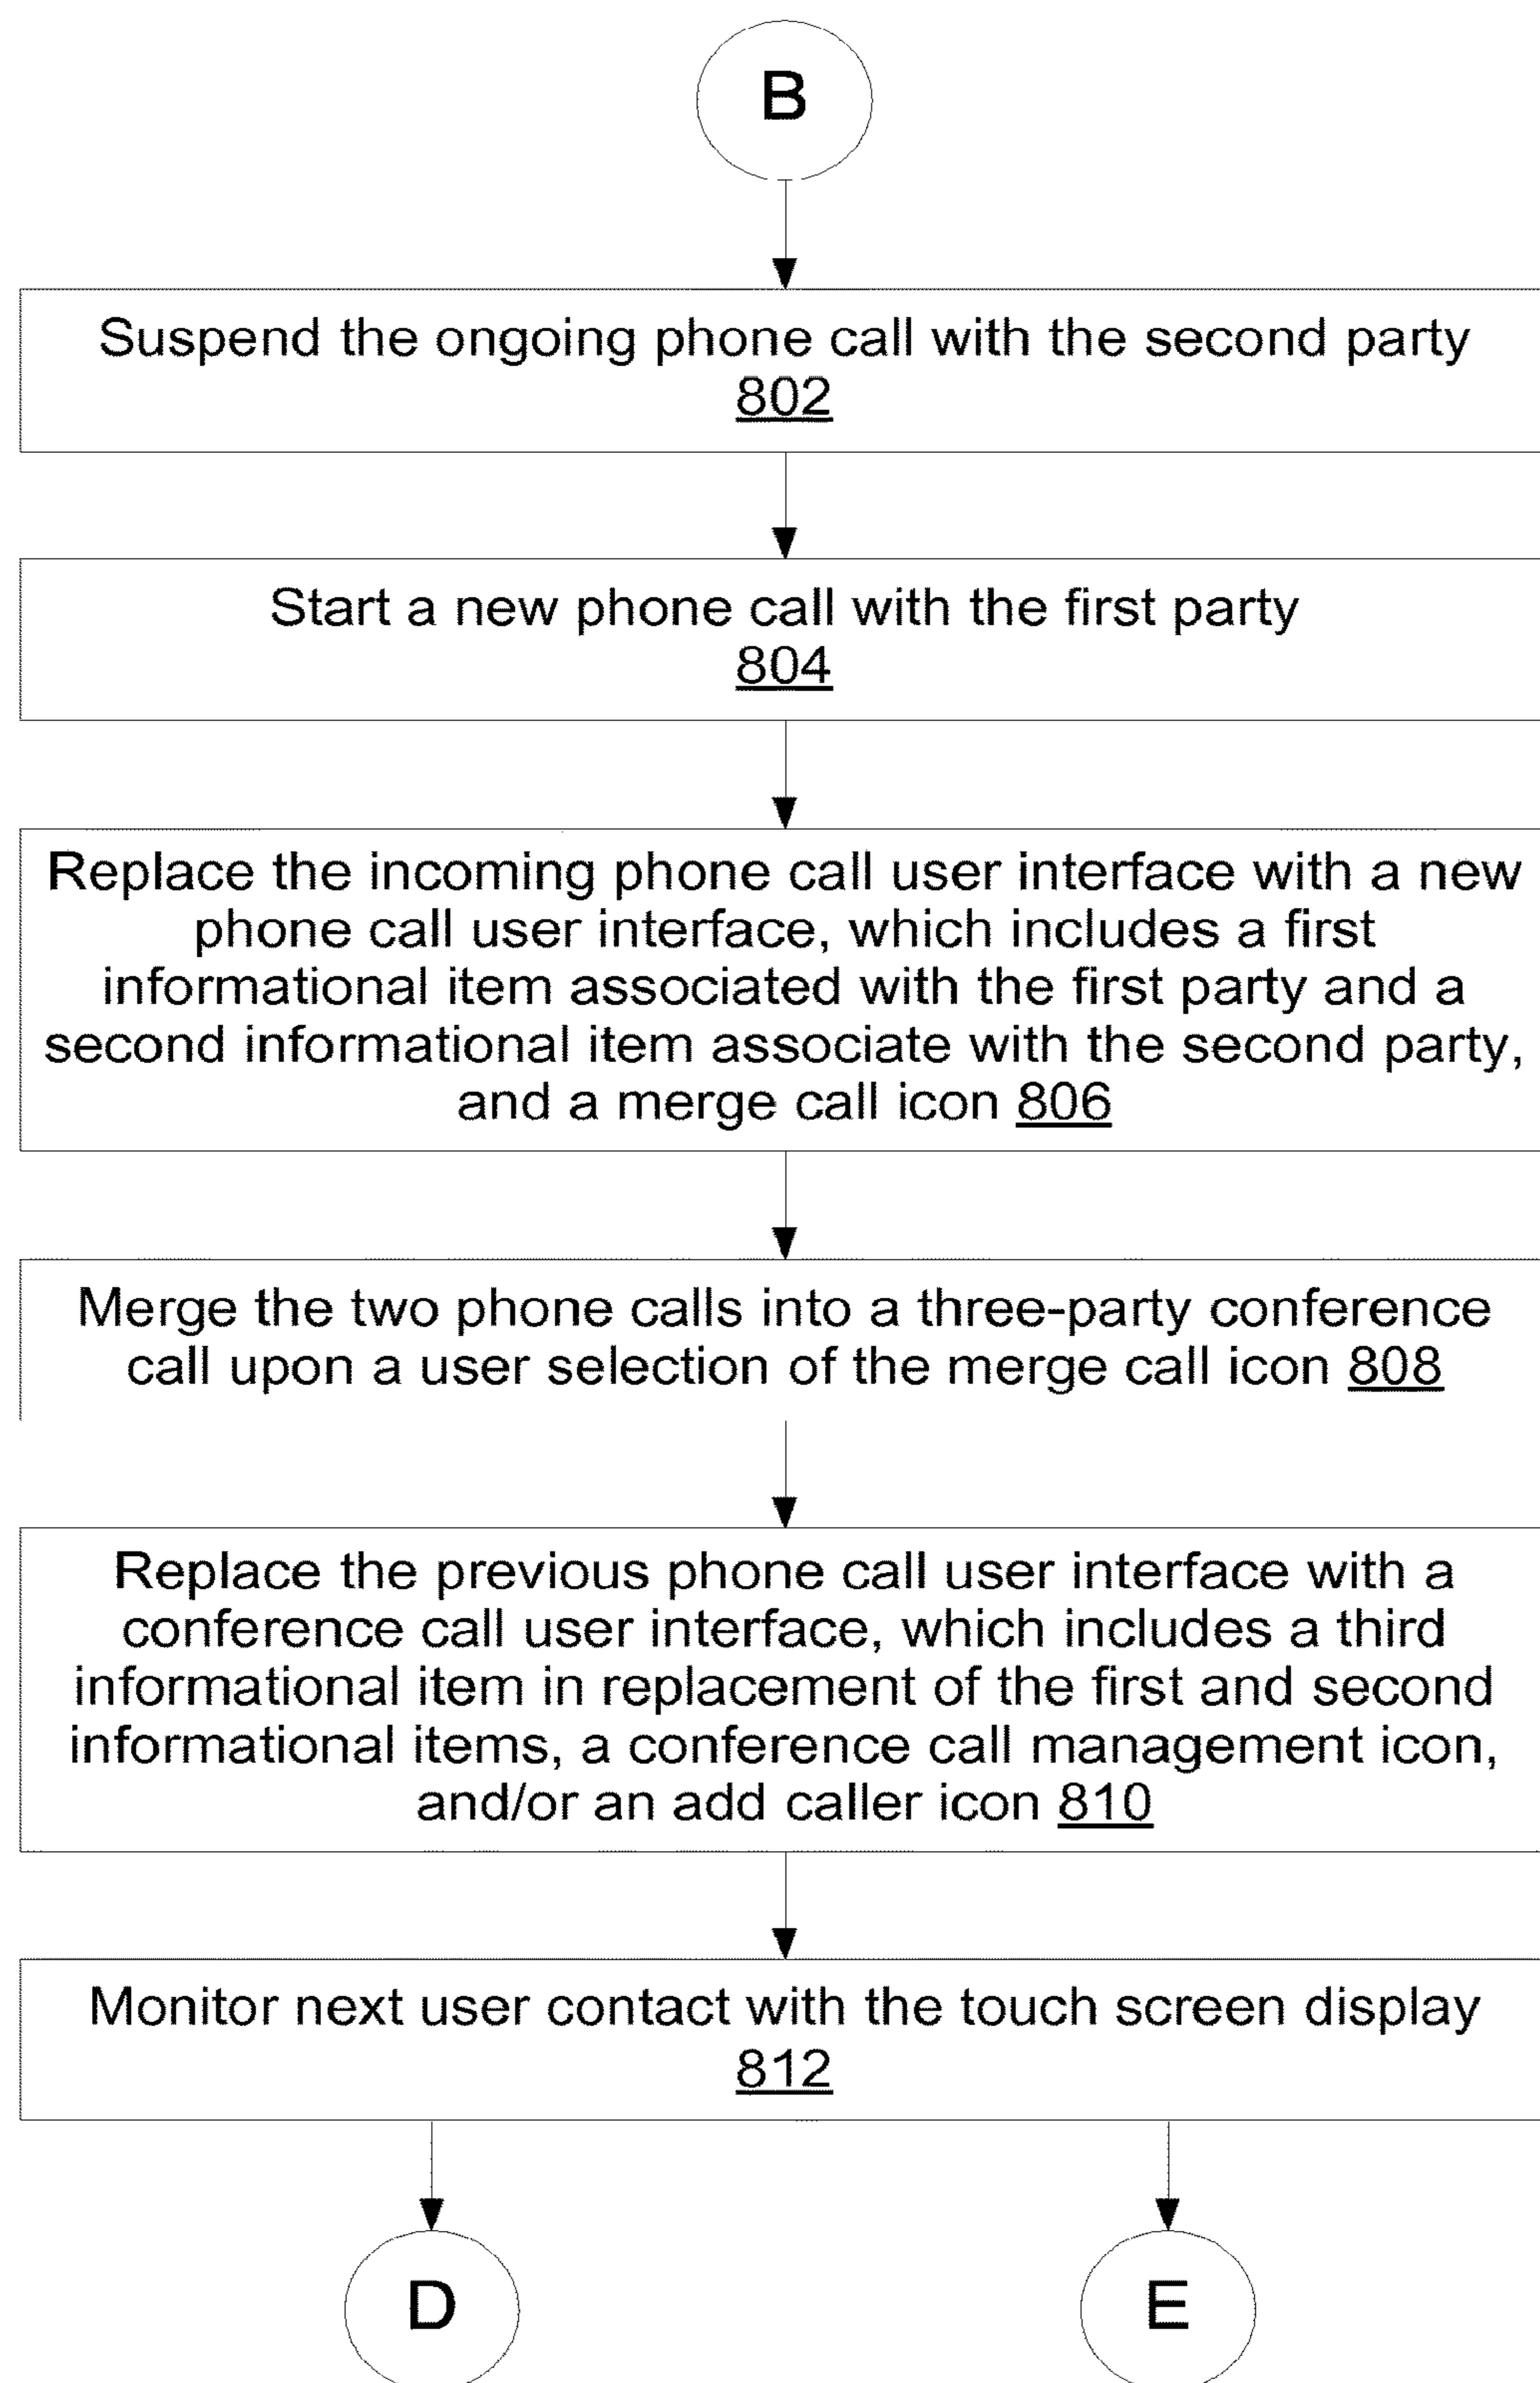 B
Suspend the ongoing phone call with the second party
802
Start a new phone call with the first party
804
Replace the incoming phone call user interface with a new
phone call user interface, which includes a first
informational item associated with the first party and a
second informational item associate with the second party,
and a merge call icon 806
Merge the two phone calls into a three-party conference
call upon a user selection of the merge call icon 808
Replace the previous phone call user interface with a
conference call user interface, which includes a third
informational item in replacement of the first and second
informational items, a conference call management icon,
and/or an add caller icon 810
Monitor next user contact with the touch screen display
812
D
E